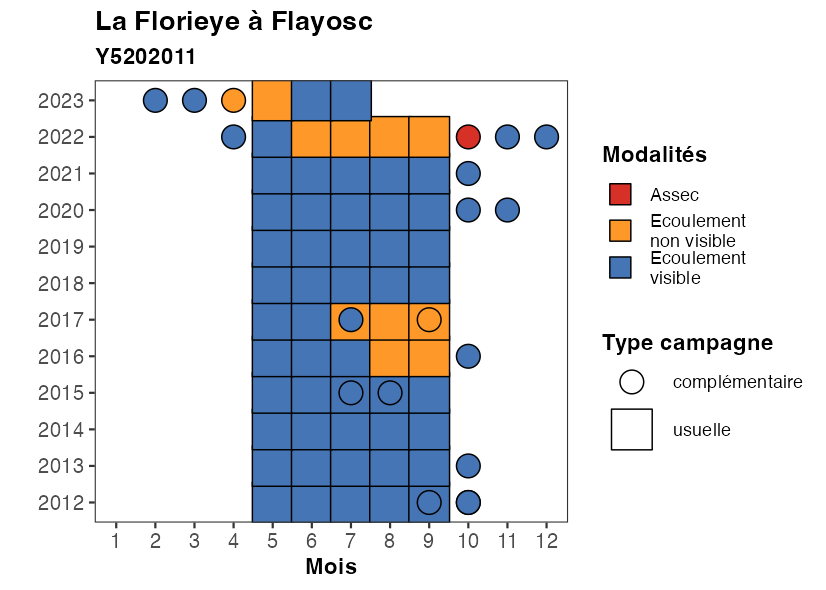 La Florieye à Flayosc
Y5202011
2023
2022
2021
2020
2019
2018
2017
2016
2015
2014
2013
2012
1 2 3 4 5 6 7 8 9 10 11 12
Mois
Modalités
Assec
Ecoulement
non visible
Ecoulement
visible
Type campagne
complémentaire
usuelle